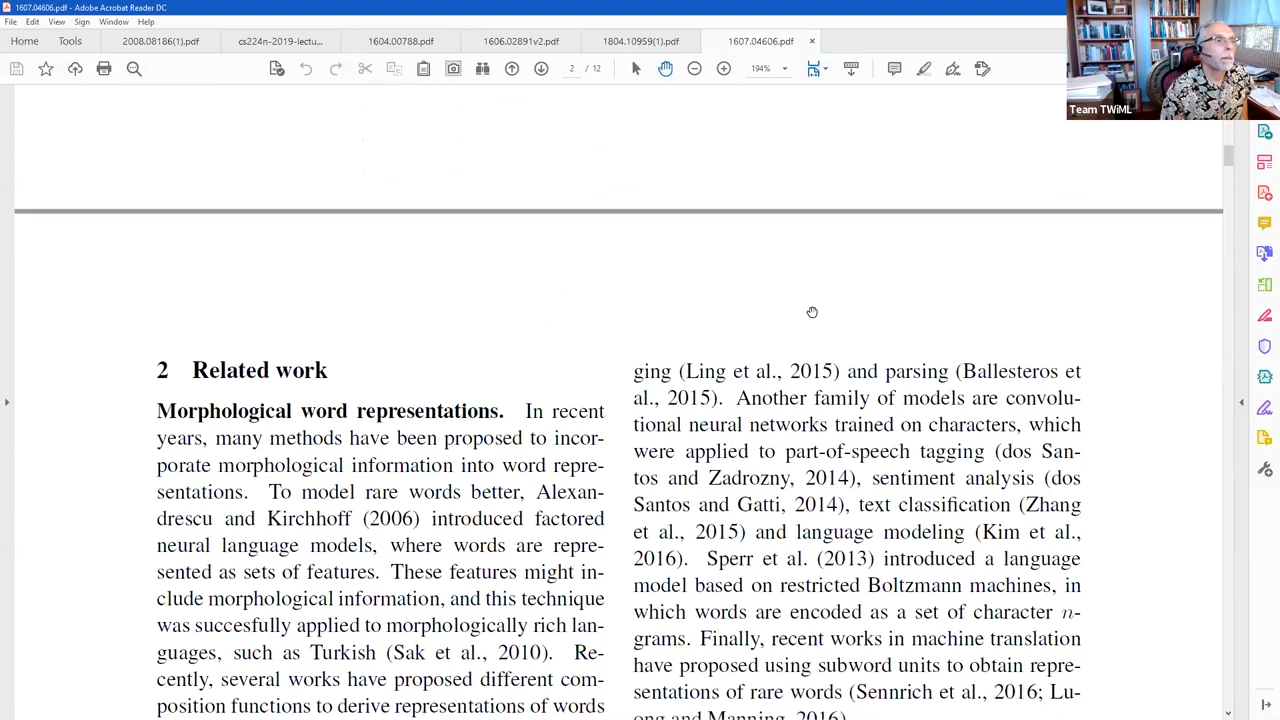 1607.04606.pdf - Adobe Acrobat Reader DC
File Edit View Sign Window Help
Home Tools 2008.08186(1).pdf cs224n-2019-lectu... 1604.00788.pdf 1606.02601v2.pdf 1804.10959(1).pdf 1607.04606.pdf ×
2 / 12 194%
Team TWiML
2 Related work
Morphological word representations. In recent
years, many methods have been proposed to incor-
porate morphological information into word repre-
sentations. To model rare words better, Alexan-
drescu and Kirchhoff (2006) introduced factored
neural language models, where words are repre-
sented as sets of features. These features might in-
clude morphological information, and this technique
was succesfully applied to morphologically rich lan-
guages, such as Turkish (Sak et al., 2010). Re-
cently, several works have proposed different com-
position functions to derive representations of words
ging (Ling et al., 2015) and parsing (Ballesteros et
al., 2015). Another family of models are convolu-
tional neural networks trained on characters, which
were applied to part-of-speech tagging (dos San-
tos and Zadrozny, 2014), sentiment analysis (dos
Santos and Gatti, 2014), text classification (Zhang
et al., 2015) and language modeling (Kim et al.,
2016). Sperr et al. (2013) introduced a language
model based on restricted Boltzmann machines, in
which words are encoded as a set of character n-
grams. Finally, recent works in machine translation
have proposed using subword units to obtain repre-
sentations of rare words (Sennrich et al., 2016; Lu-
ong and Manning, 2016).